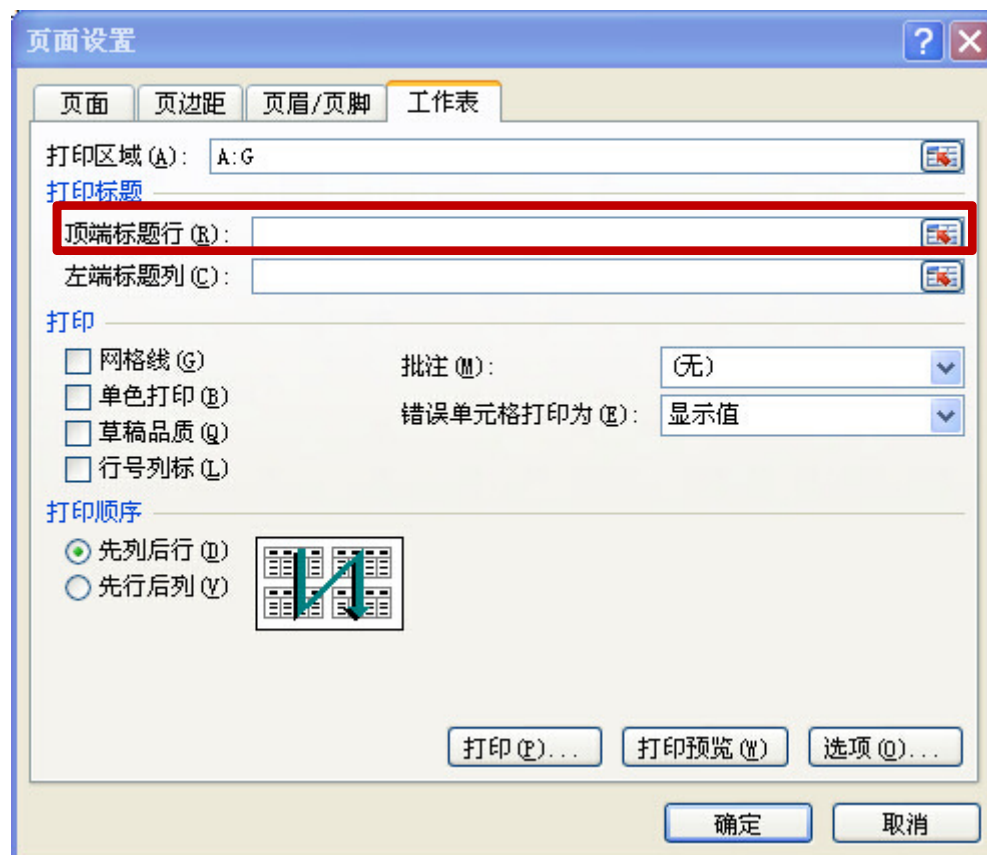 页面设置
页面 页边距 页眉/页脚 工作表
打印区域(A): A:G
打印标题
顶端标题行(R):
左端标题列(C):
打印
网格线(G) 批注(M): (无)
单色打印(B)
错误单元格打印为(E): 显示值
草稿品质(Q)
行号列标(L)
打印顺序
先列后行(D)
先行后列(V)
打印(P)... 打印预览(W) 选项(O)...
确定 取消